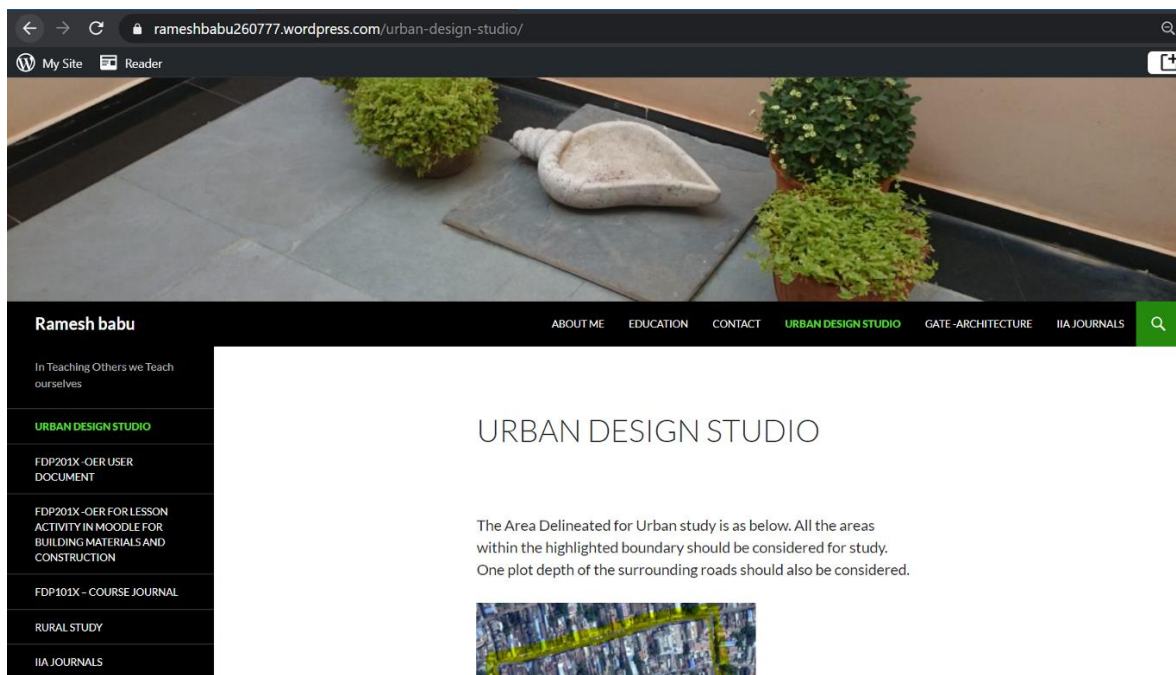 rameshbabu260777.wordpress.com/urban-design-studio/
My Site Reader
Ramesh babu
ABOUT ME EDUCATION CONTACT URBAN DESIGN STUDIO GATE -ARCHITECTURE IIA JOURNALS
In Teaching Others we Teach
ourselves
URBAN DESIGN STUDIO
FDP201X -OER USER
DOCUMENT
FDP201X -OER FOR LESSON
ACTIVITY IN MOODLE FOR
BUILDING MATERIALS AND
CONSTRUCTION
FDP101X – COURSE JOURNAL
RURAL STUDY
IIA JOURNALS
URBAN DESIGN STUDIO
The Area Delineated for Urban study is as below. All the areas
within the highlighted boundary should be considered for study.
One plot depth of the surrounding roads should also be considered.